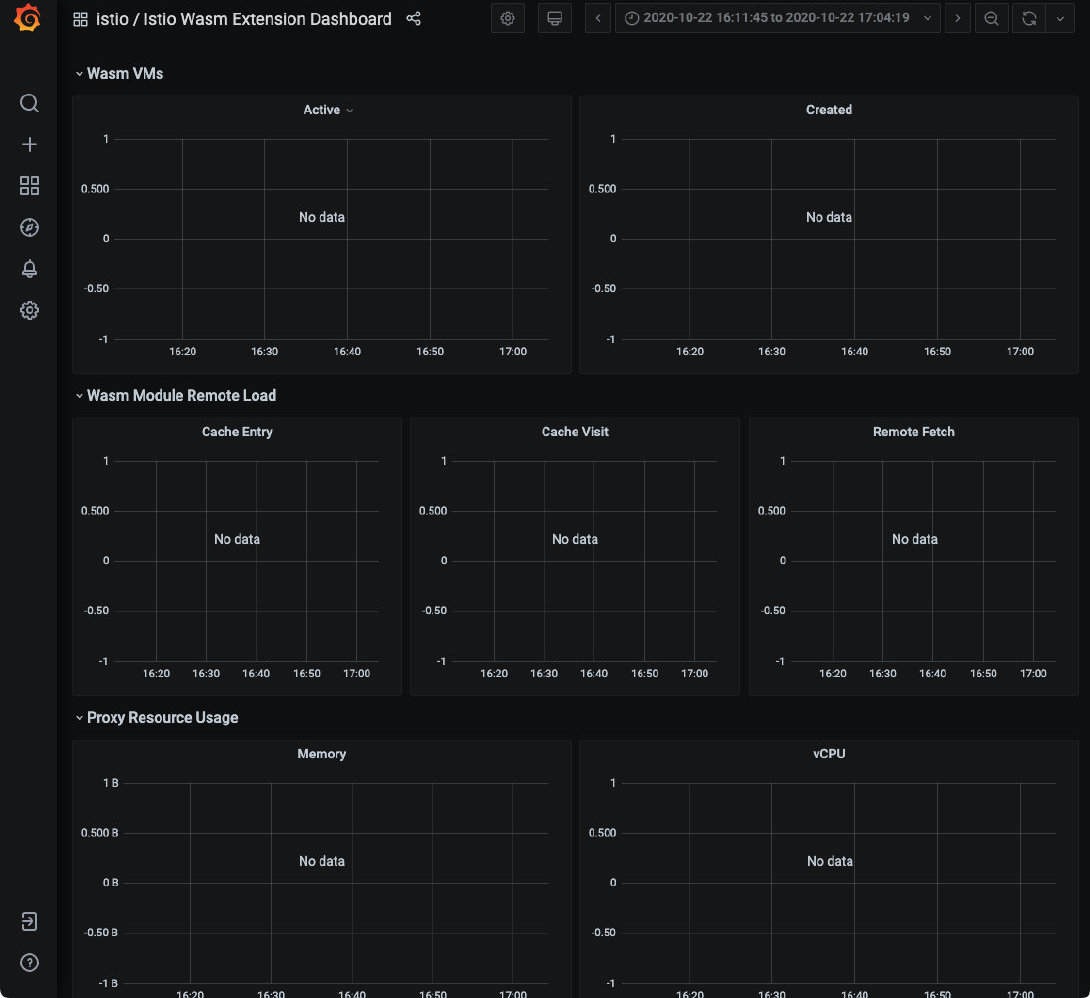 istio / Istio Wasm Extension Dashboard 2020-10-22 16:11:45 to 2020-10-22 17:04:19
Wasm VMs
Active
1
0.500
No data
0
-0.50
-1
16:20 16:30 16:40 16:50 17:00
Created
1
0.500
No data
0
-0.50
-1
16:20 16:30 16:40 16:50 17:00
Wasm Module Remote Load
Cache Entry
1
0.500
No data
0
-0.50
-1
16:20 16:30 16:40 16:50 17:00
Cache Visit
1
0.500
No data
0
-0.50
-1
16:20 16:30 16:40 16:50 17:00
Remote Fetch
1
0.500
No data
0
-0.50
-1
16:20 16:30 16:40 16:50 17:00
Proxy Resource Usage
Memory
1 B
0.500 B
No data
0 B
-0.50 B
-1 B
16:20 16:30 16:40 16:50 17:00
vCPU
1
0.500
No data
0
-0.50
-1
16:20 16:30 16:40 16:50 17:00